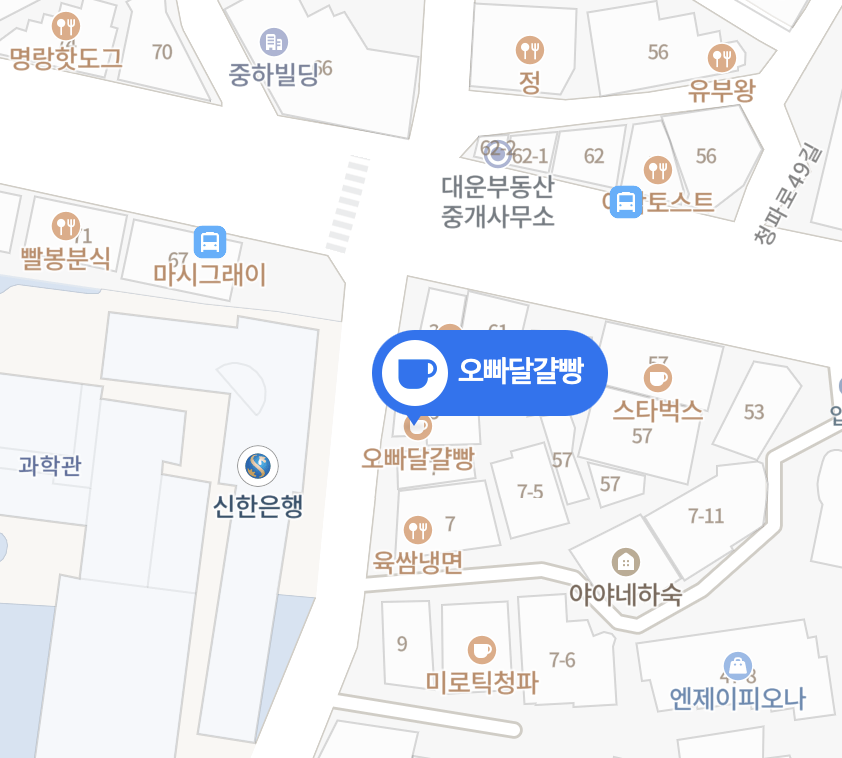 명랑핫도그
70
중하빌딩
66
정
56
유부왕
62-2
62-1
62
56
대운부동산
중개사무소
토스트
청파로49길
빨봉분식
71
67
마시그래이
61
오빠달걀빵
57
스타벅스
57
53
오빠달걀빵
57
57
7-5
7-11
과학관
신한은행
7
육쌈냉면
야야네하숙
9
미로틱청파
7-6
엔제이피오나